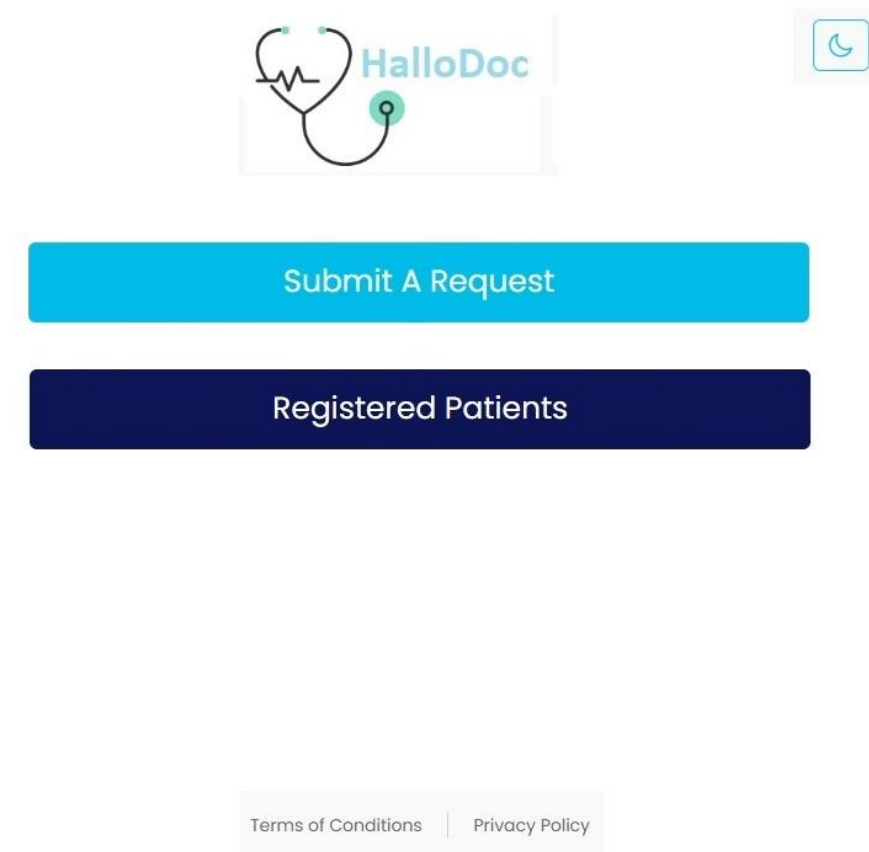 HalloDoc
Submit A Request
Registered Patients
Terms of Conditions
Privacy Policy